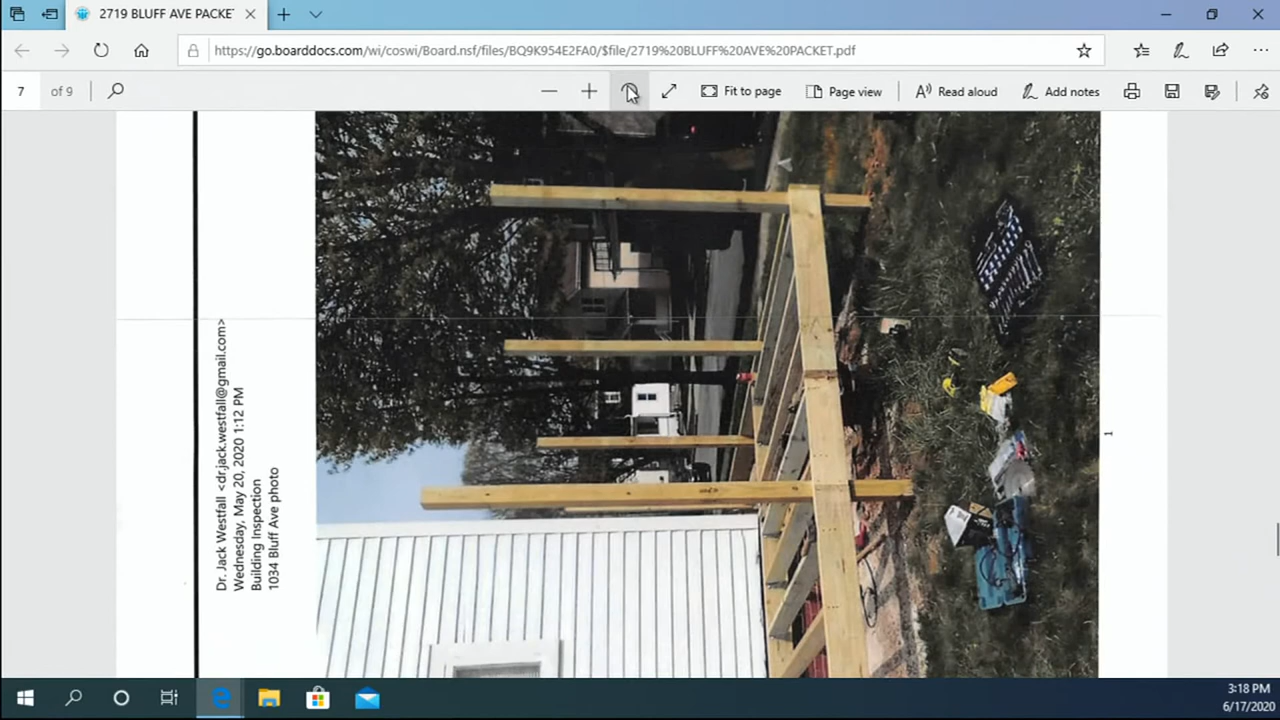 2719 BLUFF AVE PACKE
https://go.boarddocs.com/wi/coswi/Board.nsf/files/BQ9K954E2FA0/$file/2719%20BLUFF%20AVE%20PACKET.pdf
7 of 9
Fit to page
Page view
A Read aloud
Add notes
Dr. Jack Westfall <dr.jack.westfall@gmail.com>
Wednesday, May 20, 2020 1:12 PM
Building Inspection
1034 Bluff Ave photo
1
3:18 PM
6/17/2020